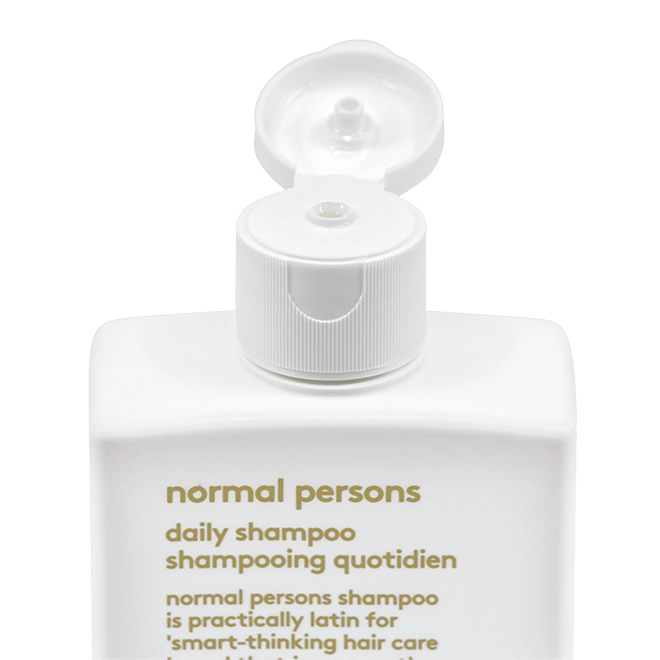 normal persons
daily shampoo
shampooing quotidien
normal persons shampoo
is practically latin for
'smart-thinking hair care